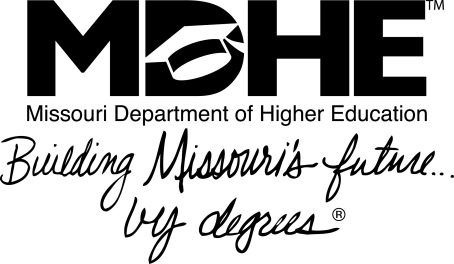 MDHE™
Missouri Department of Higher Education
Building Missouri's future...
by degrees®